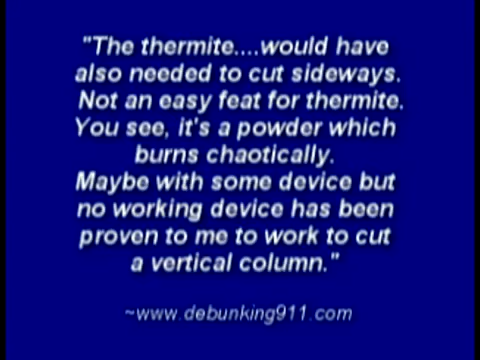 "The thermite....would have
also needed to cut sideways.
Not an easy feat for thermite.
You see, it's a powder which
burns chaotically.
Maybe with some device but
no working device has been
proven to me to work to cut
a vertical column."
~www.debunking911.com